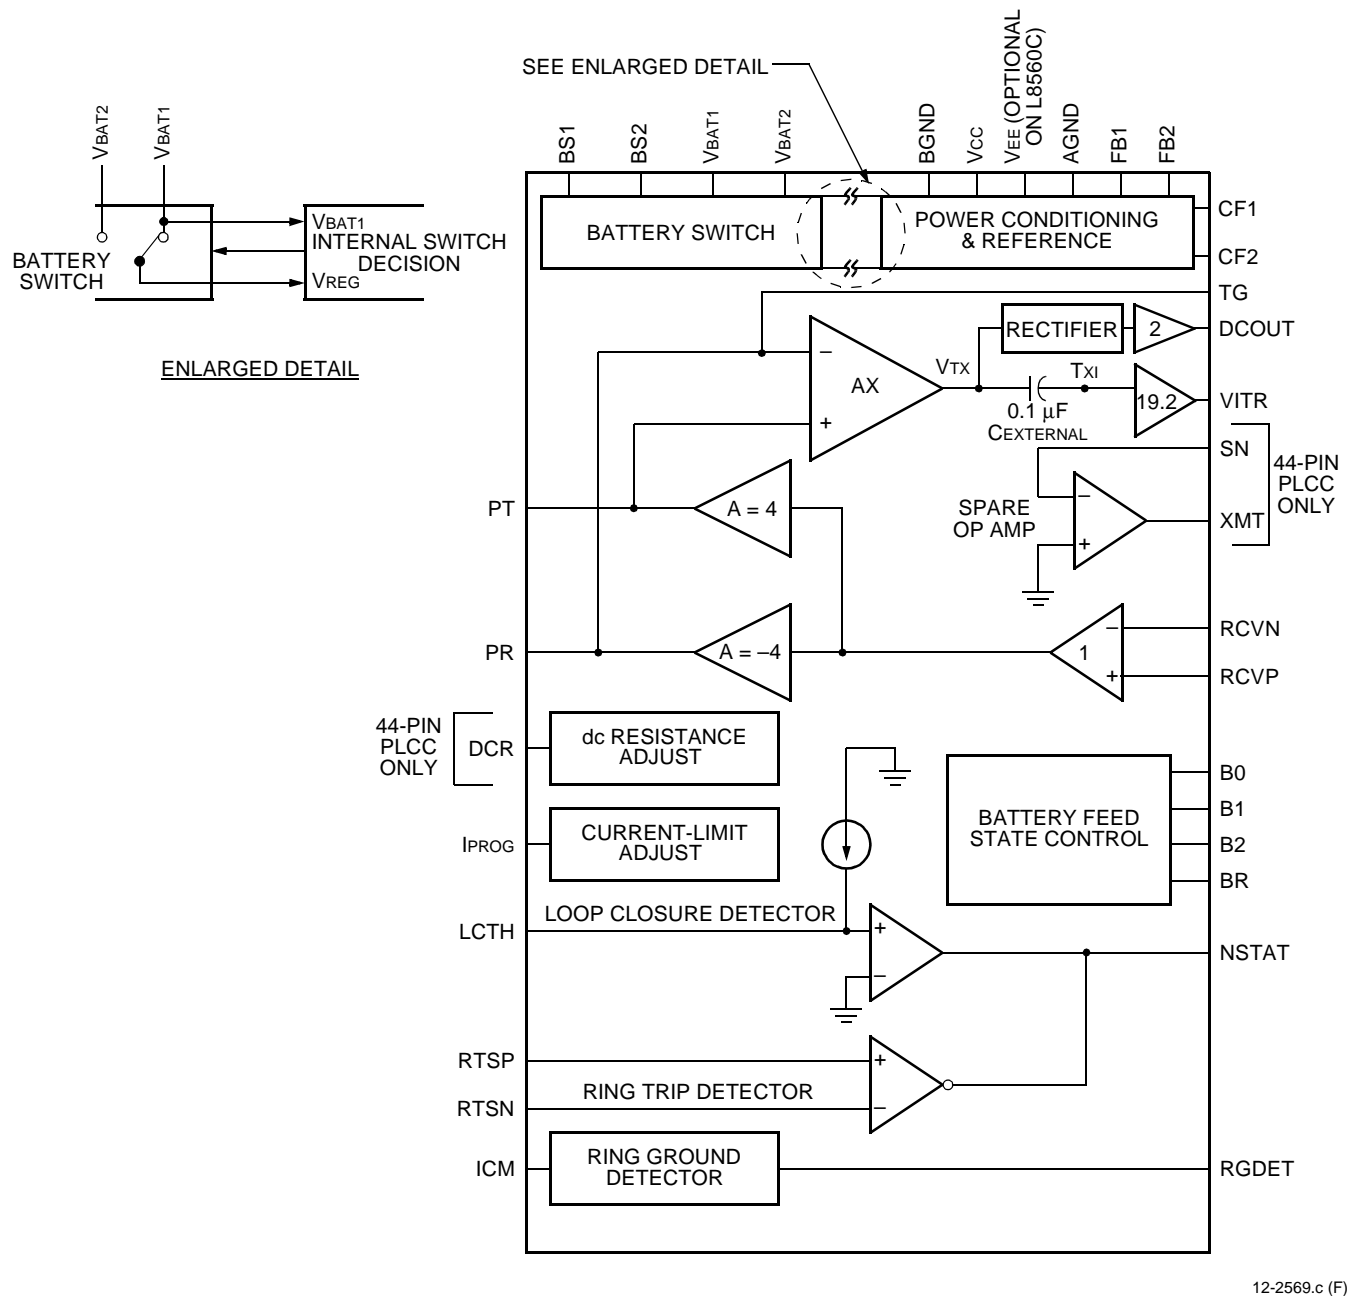 SEE ENLARGED DETAIL
VBAT2
VBAT1
BS1
BS2
VBAT1
VBAT2
BGND
VCC
VEE (OPTIONAL
ON L8560C)
AGND
FB1
FB2
BATTERY
SWITCH
VBAT1
INTERNAL SWITCH
DECISION
VREG
ENLARGED DETAIL
BATTERY SWITCH
POWER CONDITIONING
& REFERENCE
CF1
CF2
TG
RECTIFIER
2
DCOUT
−
AX
+
VTX
TXI
0.1 µF
CEXTERNAL
19.2
VITR
SN
44-PIN
PLCC
ONLY
PT
A = 4
SPARE
OP AMP
−
+
XMT
PR
A = −4
1
−
+
RCVN
RCVP
44-PIN
PLCC
ONLY
DCR
dc RESISTANCE
ADJUST
IPROG
CURRENT-LIMIT
ADJUST
BATTERY FEED
STATE CONTROL
B0
B1
B2
BR
LCTH
LOOP CLOSURE DETECTOR
+
−
NSTAT
RTSP
RTSN
RING TRIP DETECTOR
+
−
ICM
RING GROUND
DETECTOR
RGDET
12-2569.c (F)